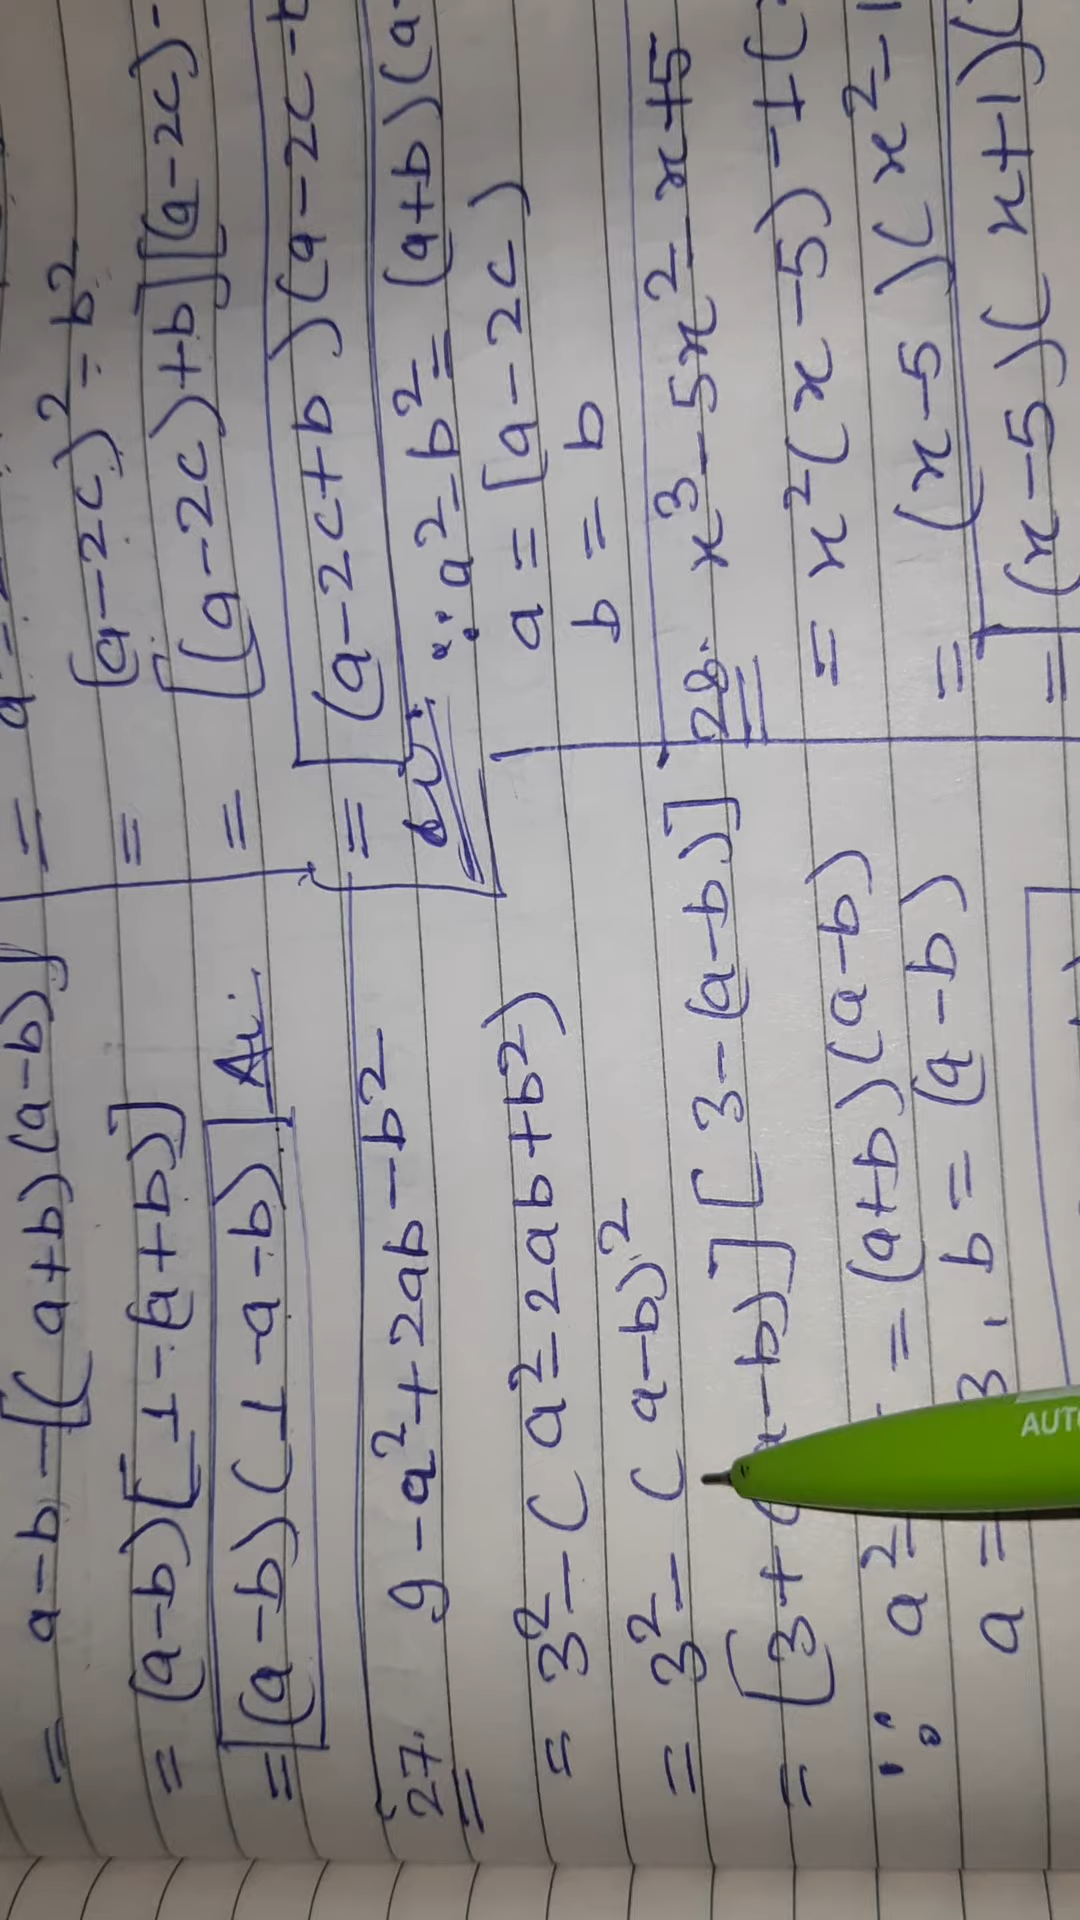 = a-b-[(a+b)(a-b)]
= (a-b)[1-(a+b)]
= (a-b)(1-a-b) Ans.
27. 9-a²+2ab-b²
= 3²-(a²-2ab+b²)
= 3²-(a-b)²
= [3+(a-b)][3-(a-b)]
∵ a² = (a+b)(a-b)
a = 3, b = (a-b)
=
= (a-2c)²-b²
= [(a-2c)+b][(a-2c)-
= (a-2c+b)(a-2c-b
Ans. ∵ a²-b² = (a+b)(a-
a = (a-2c)
b = b
28. x³-5x²-x+5
= x²(x-5)-1(
= (x-5)(x²-1
= (x-5)(x+1)(
AUTO